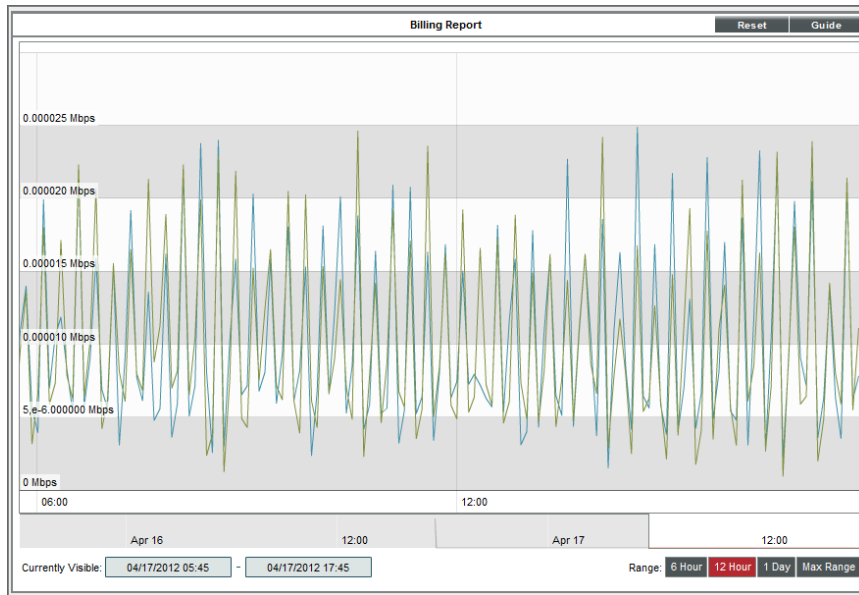 Billing Report
Reset Guide
0.000025 Mbps
0.000020 Mbps
0.000015 Mbps
0.000010 Mbps
5,e-6.000000 Mbps
0 Mbps
06:00 12:00
Apr 16 12:00 Apr 17 12:00
Currently Visible: 04/17/2012 05:45 - 04/17/2012 17:45 Range: 6 Hour 12 Hour 1 Day Max Range